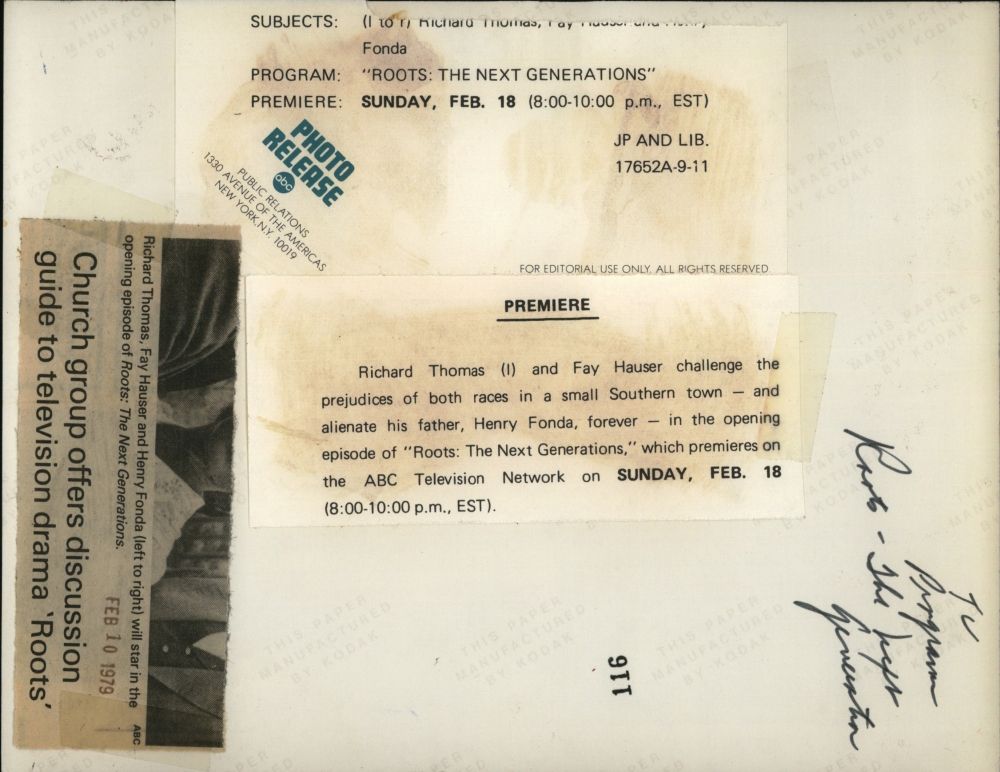 SUBJECTS: (l to r) Richard Thomas, Fay Hauser and Henry
Fonda
PROGRAM: "ROOTS: THE NEXT GENERATIONS"
PREMIERE: SUNDAY, FEB. 18 (8:00-10:00 p.m., EST)
JP AND LIB.
17652A-9-11
PHOTO
RELEASE
abc
PUBLIC RELATIONS
1330 AVENUE OF THE AMERICAS
NEW YORK, N.Y. 10019
FOR EDITORIAL USE ONLY. ALL RIGHTS RESERVED.
PREMIERE
Richard Thomas (l) and Fay Hauser challenge the
prejudices of both races in a small Southern town — and
alienate his father, Henry Fonda, forever — in the opening
episode of "Roots: The Next Generations," which premieres on
the ABC Television Network on SUNDAY, FEB. 18
(8:00-10:00 p.m., EST).
ABC
Richard Thomas, Fay Hauser and Henry Fonda (left to right) will star in the
opening episode of Roots: The Next Generations.
FEB 10 1979
Church group offers discussion
guide to television drama 'Roots'
TV
Program
Roots - The Next
Generation
116
THIS PAPER
MANUFACTURED
BY KODAK